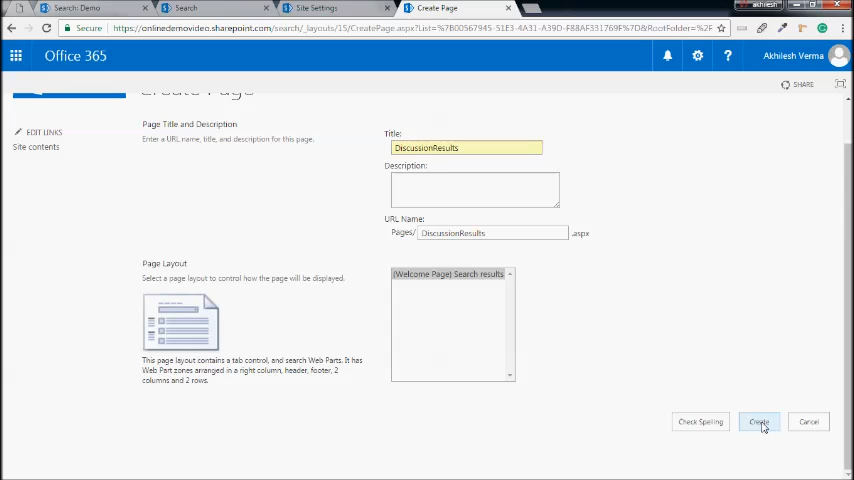 akhilesh
Search: Demo
Search
Site Settings
Create Page
Secure
https://onlinedemovideo.sharepoint.com/search/_layouts/15/CreatePage.aspx?List=%7B00567945-51E3-4A31-A39D-F88AF331769F%7D&RootFolder=%2F
Office 365
?
Akhilesh Verma
Create Page
SHARE
EDIT LINKS
Site contents
Page Title and Description
Enter a URL name, title, and description for this page.
Title:
DiscussionResults
Description:
URL Name:
Pages/ DiscussionResults .aspx
Page Layout
Select a page layout to control how the page will be displayed.
(Welcome Page) Search results
This page layout contains a tab control, and search Web Parts. It has
Web Part zones arranged in a right column, header, footer, 2
columns and 2 rows.
Check Spelling
Create
Cancel